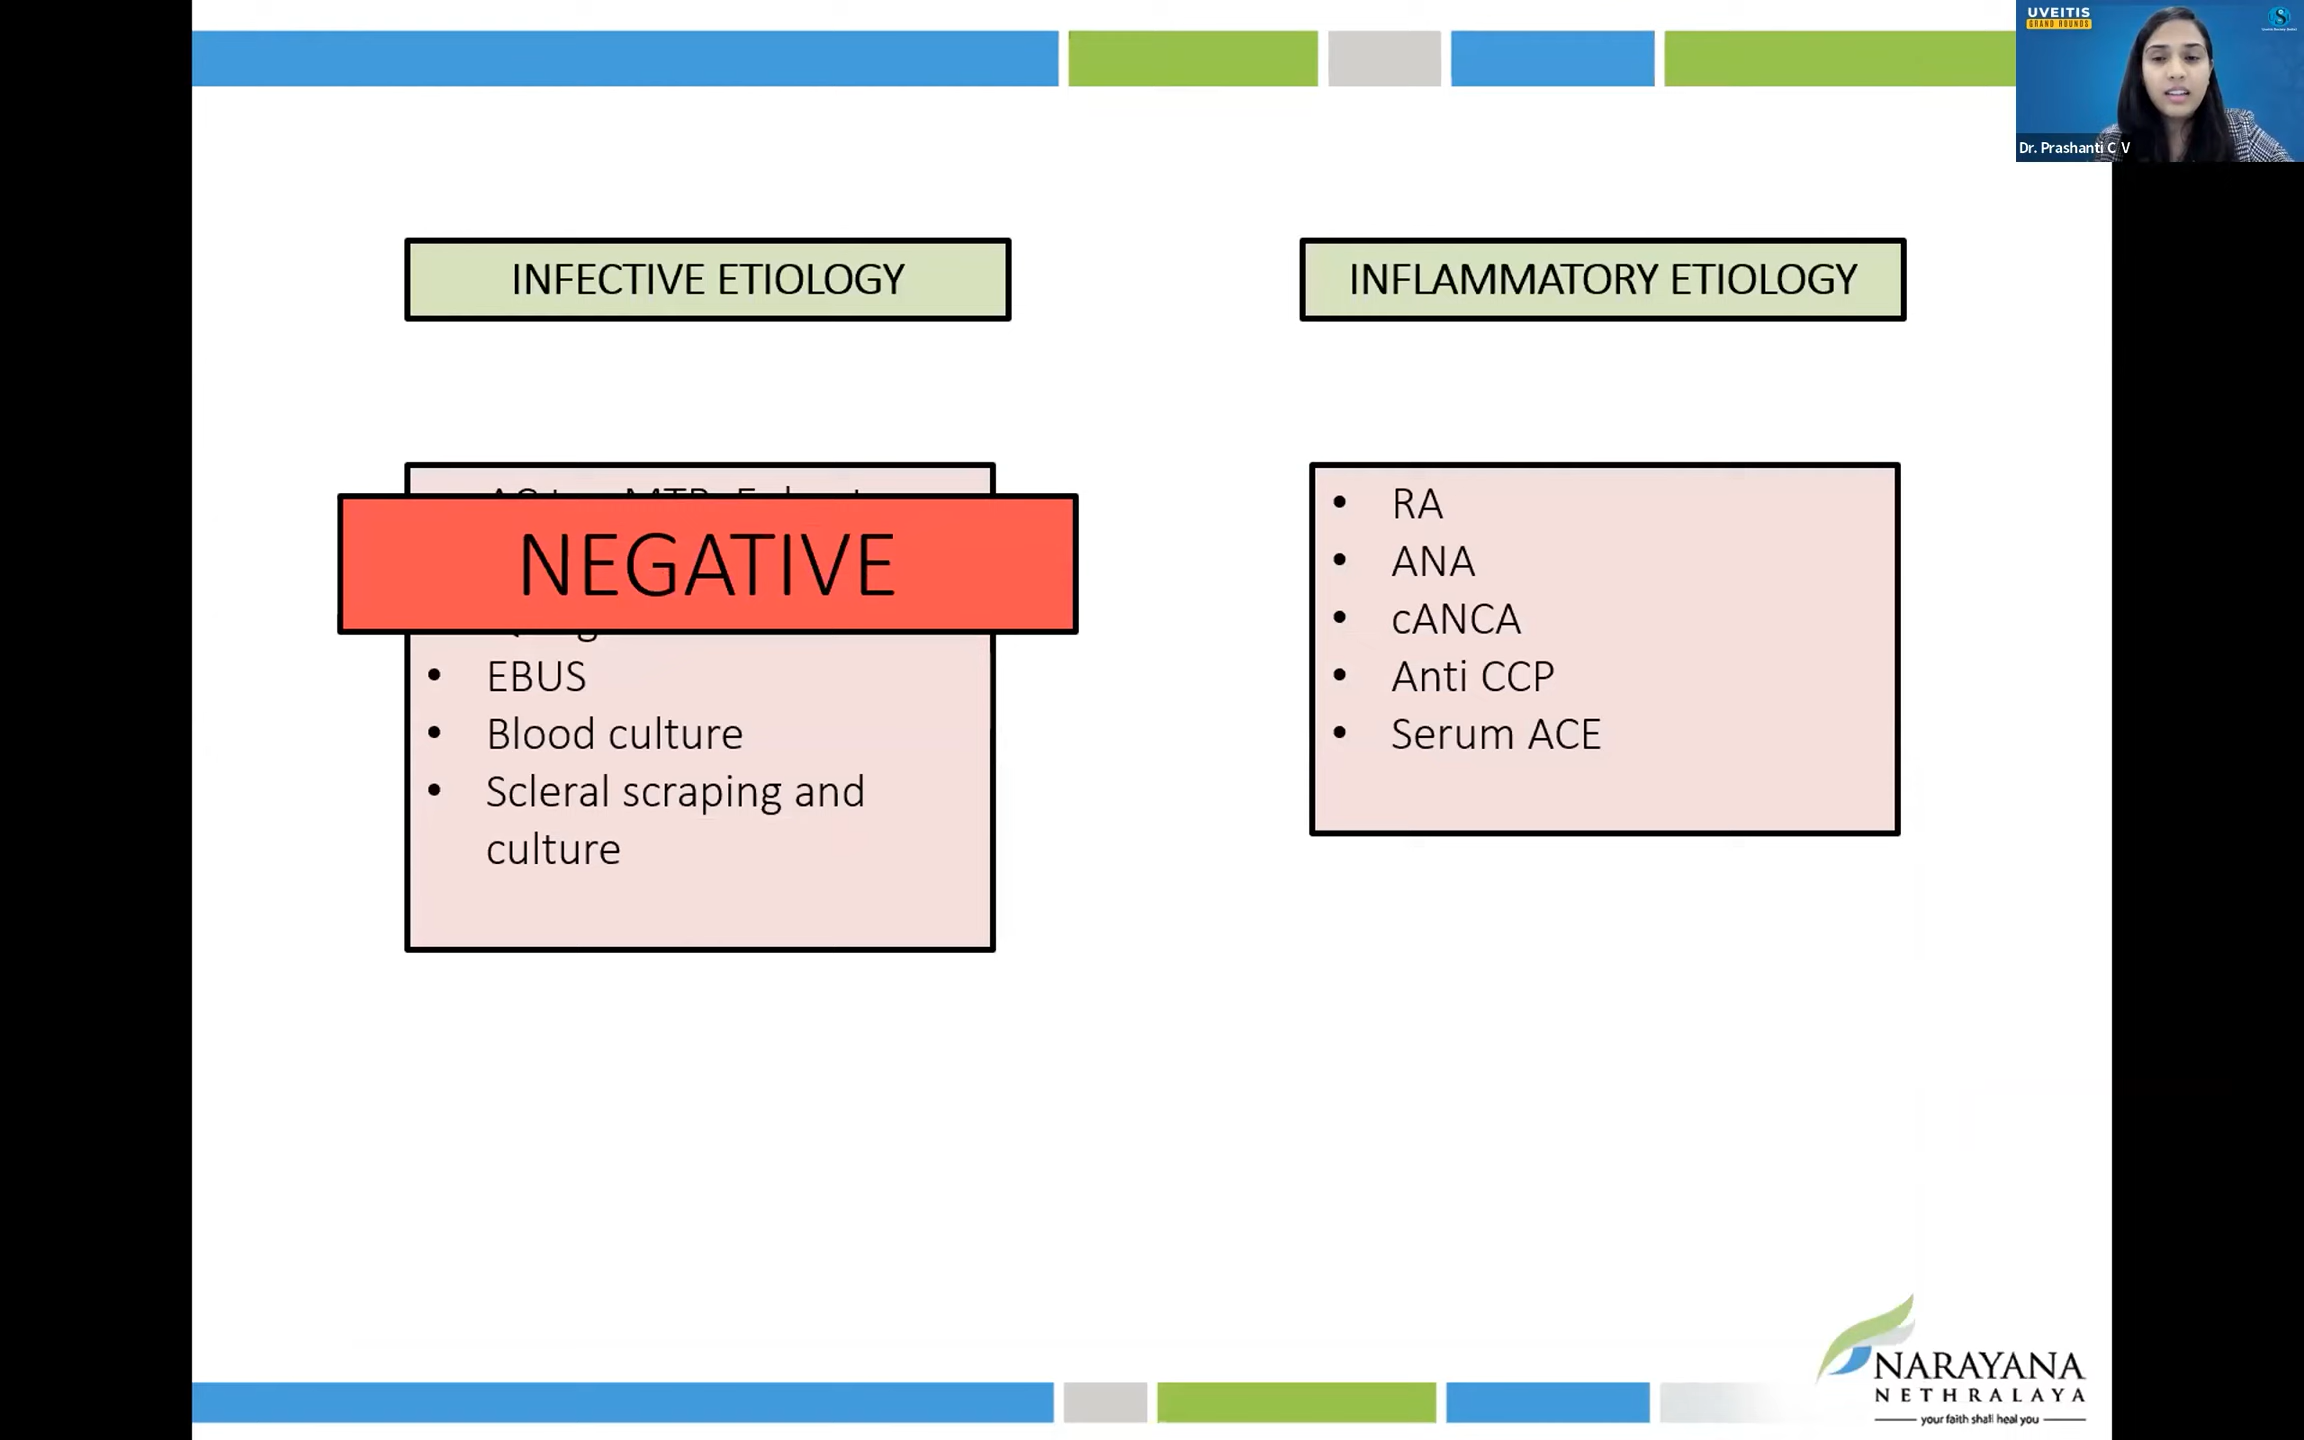 UVEITIS
GRAND ROUNDS
Dr. Prashanti C V
INFECTIVE ETIOLOGY
NEGATIVE
• EBUS
• Blood culture
• Scleral scraping and
culture
INFLAMMATORY ETIOLOGY
• RA
• ANA
• cANCA
• Anti CCP
• Serum ACE
NARAYANA
NETHRALAYA
your faith shall heal you